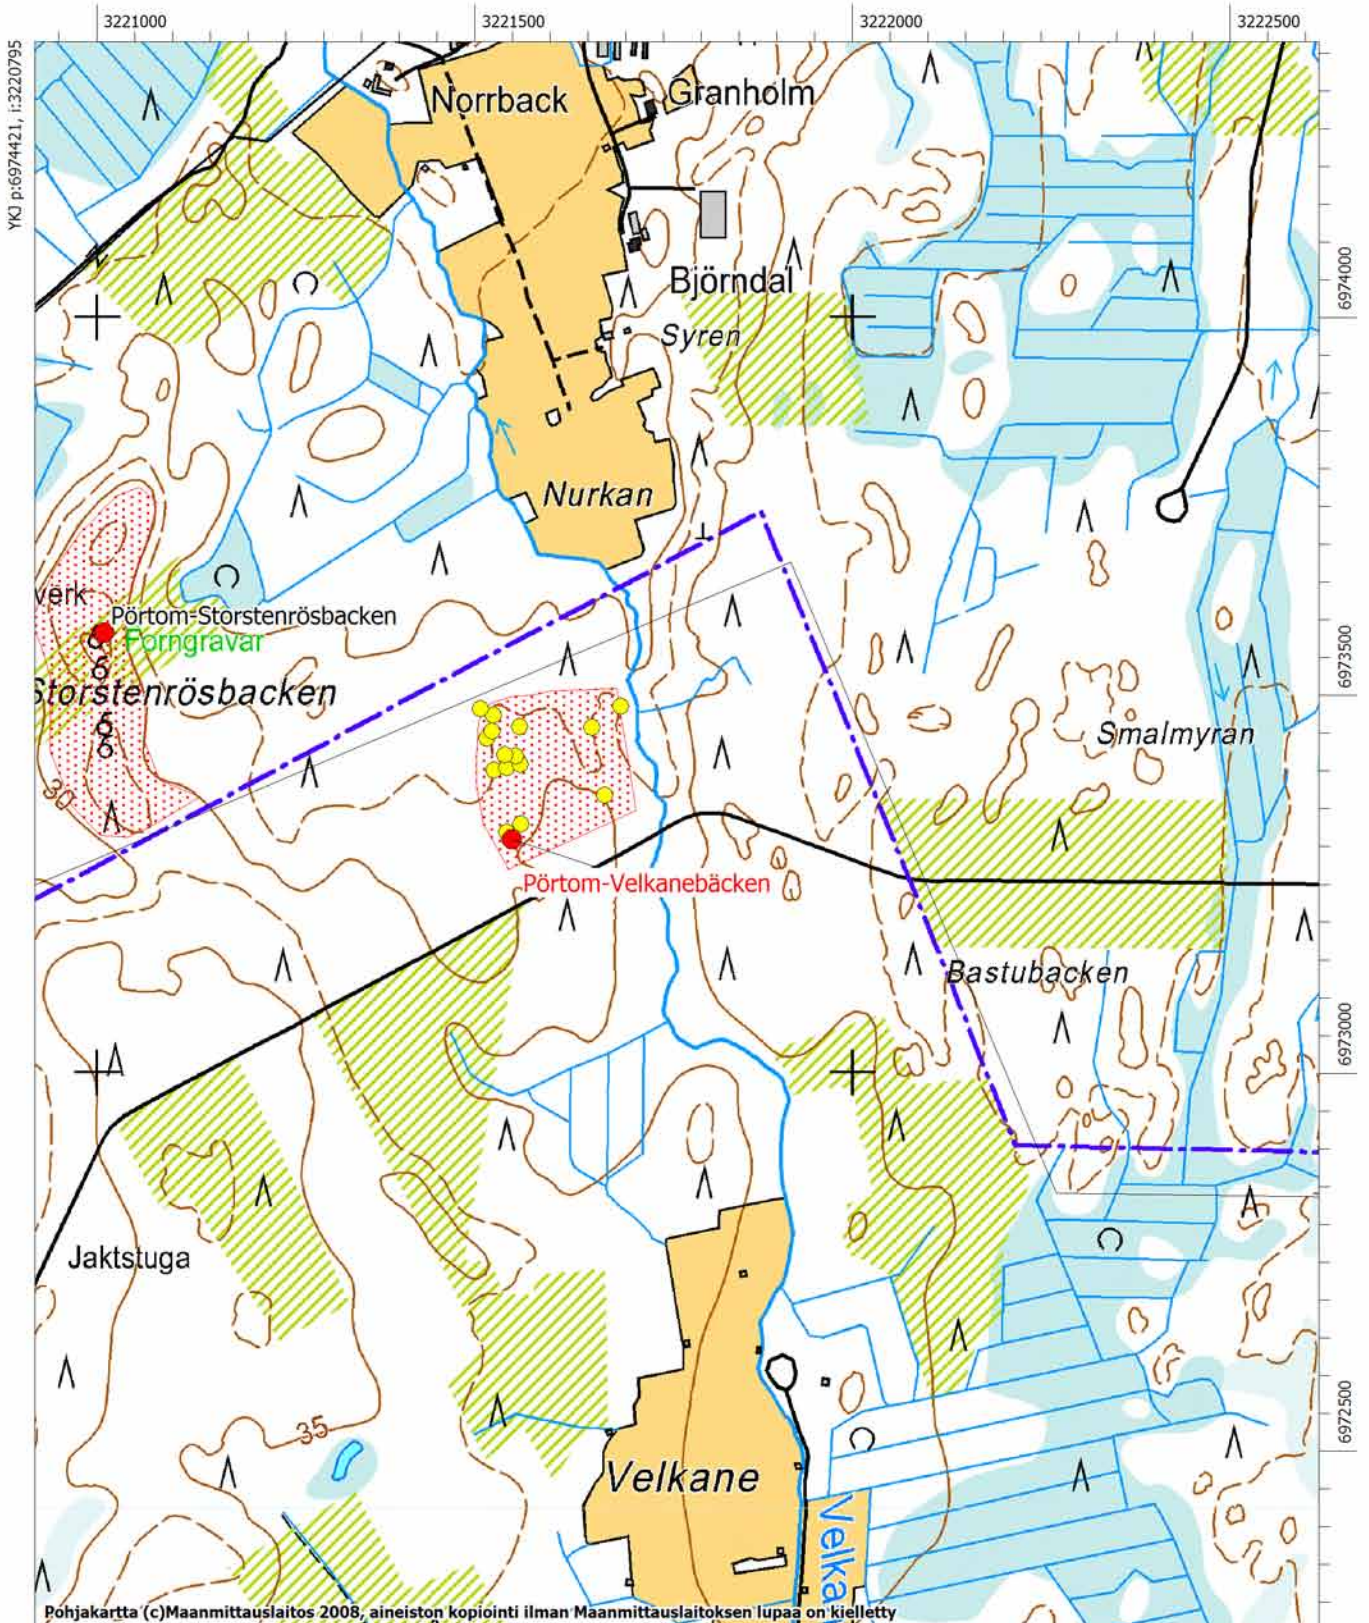 3221000
3221500
3222000
3222500
YKJ p:6974421, i:3220795
Norrback
Granholm
Björndal
6974000
Syren
Nurkan
verk
Pörtom-Storstenrösbacken
Forngravar
6973500
Storstenrösbacken
Smalmyran
30
Pörtom-Velkanebäcken
Bastubacken
6973000
Jaktstuga
35
6972500
Velkane
Velka
Pohjakartta (c)Maanmittauslaitos 2008, aineiston kopiointi ilman Maanmittauslaitoksen lupaa on kielletty